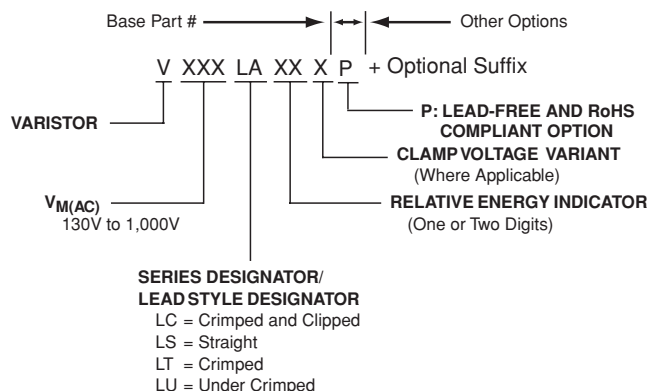 Base Part #
Other Options
V XXX LA XX X P + Optional Suffix
VARISTOR
P: LEAD-FREE AND RoHS
COMPLIANT OPTION
CLAMP VOLTAGE VARIANT
(Where Applicable)
VM(AC)
130V to 1,000V
RELATIVE ENERGY INDICATOR
(One or Two Digits)
SERIES DESIGNATOR/
LEAD STYLE DESIGNATOR
LC = Crimped and Clipped
LS = Straight
LT = Crimped
LU = Under Crimped